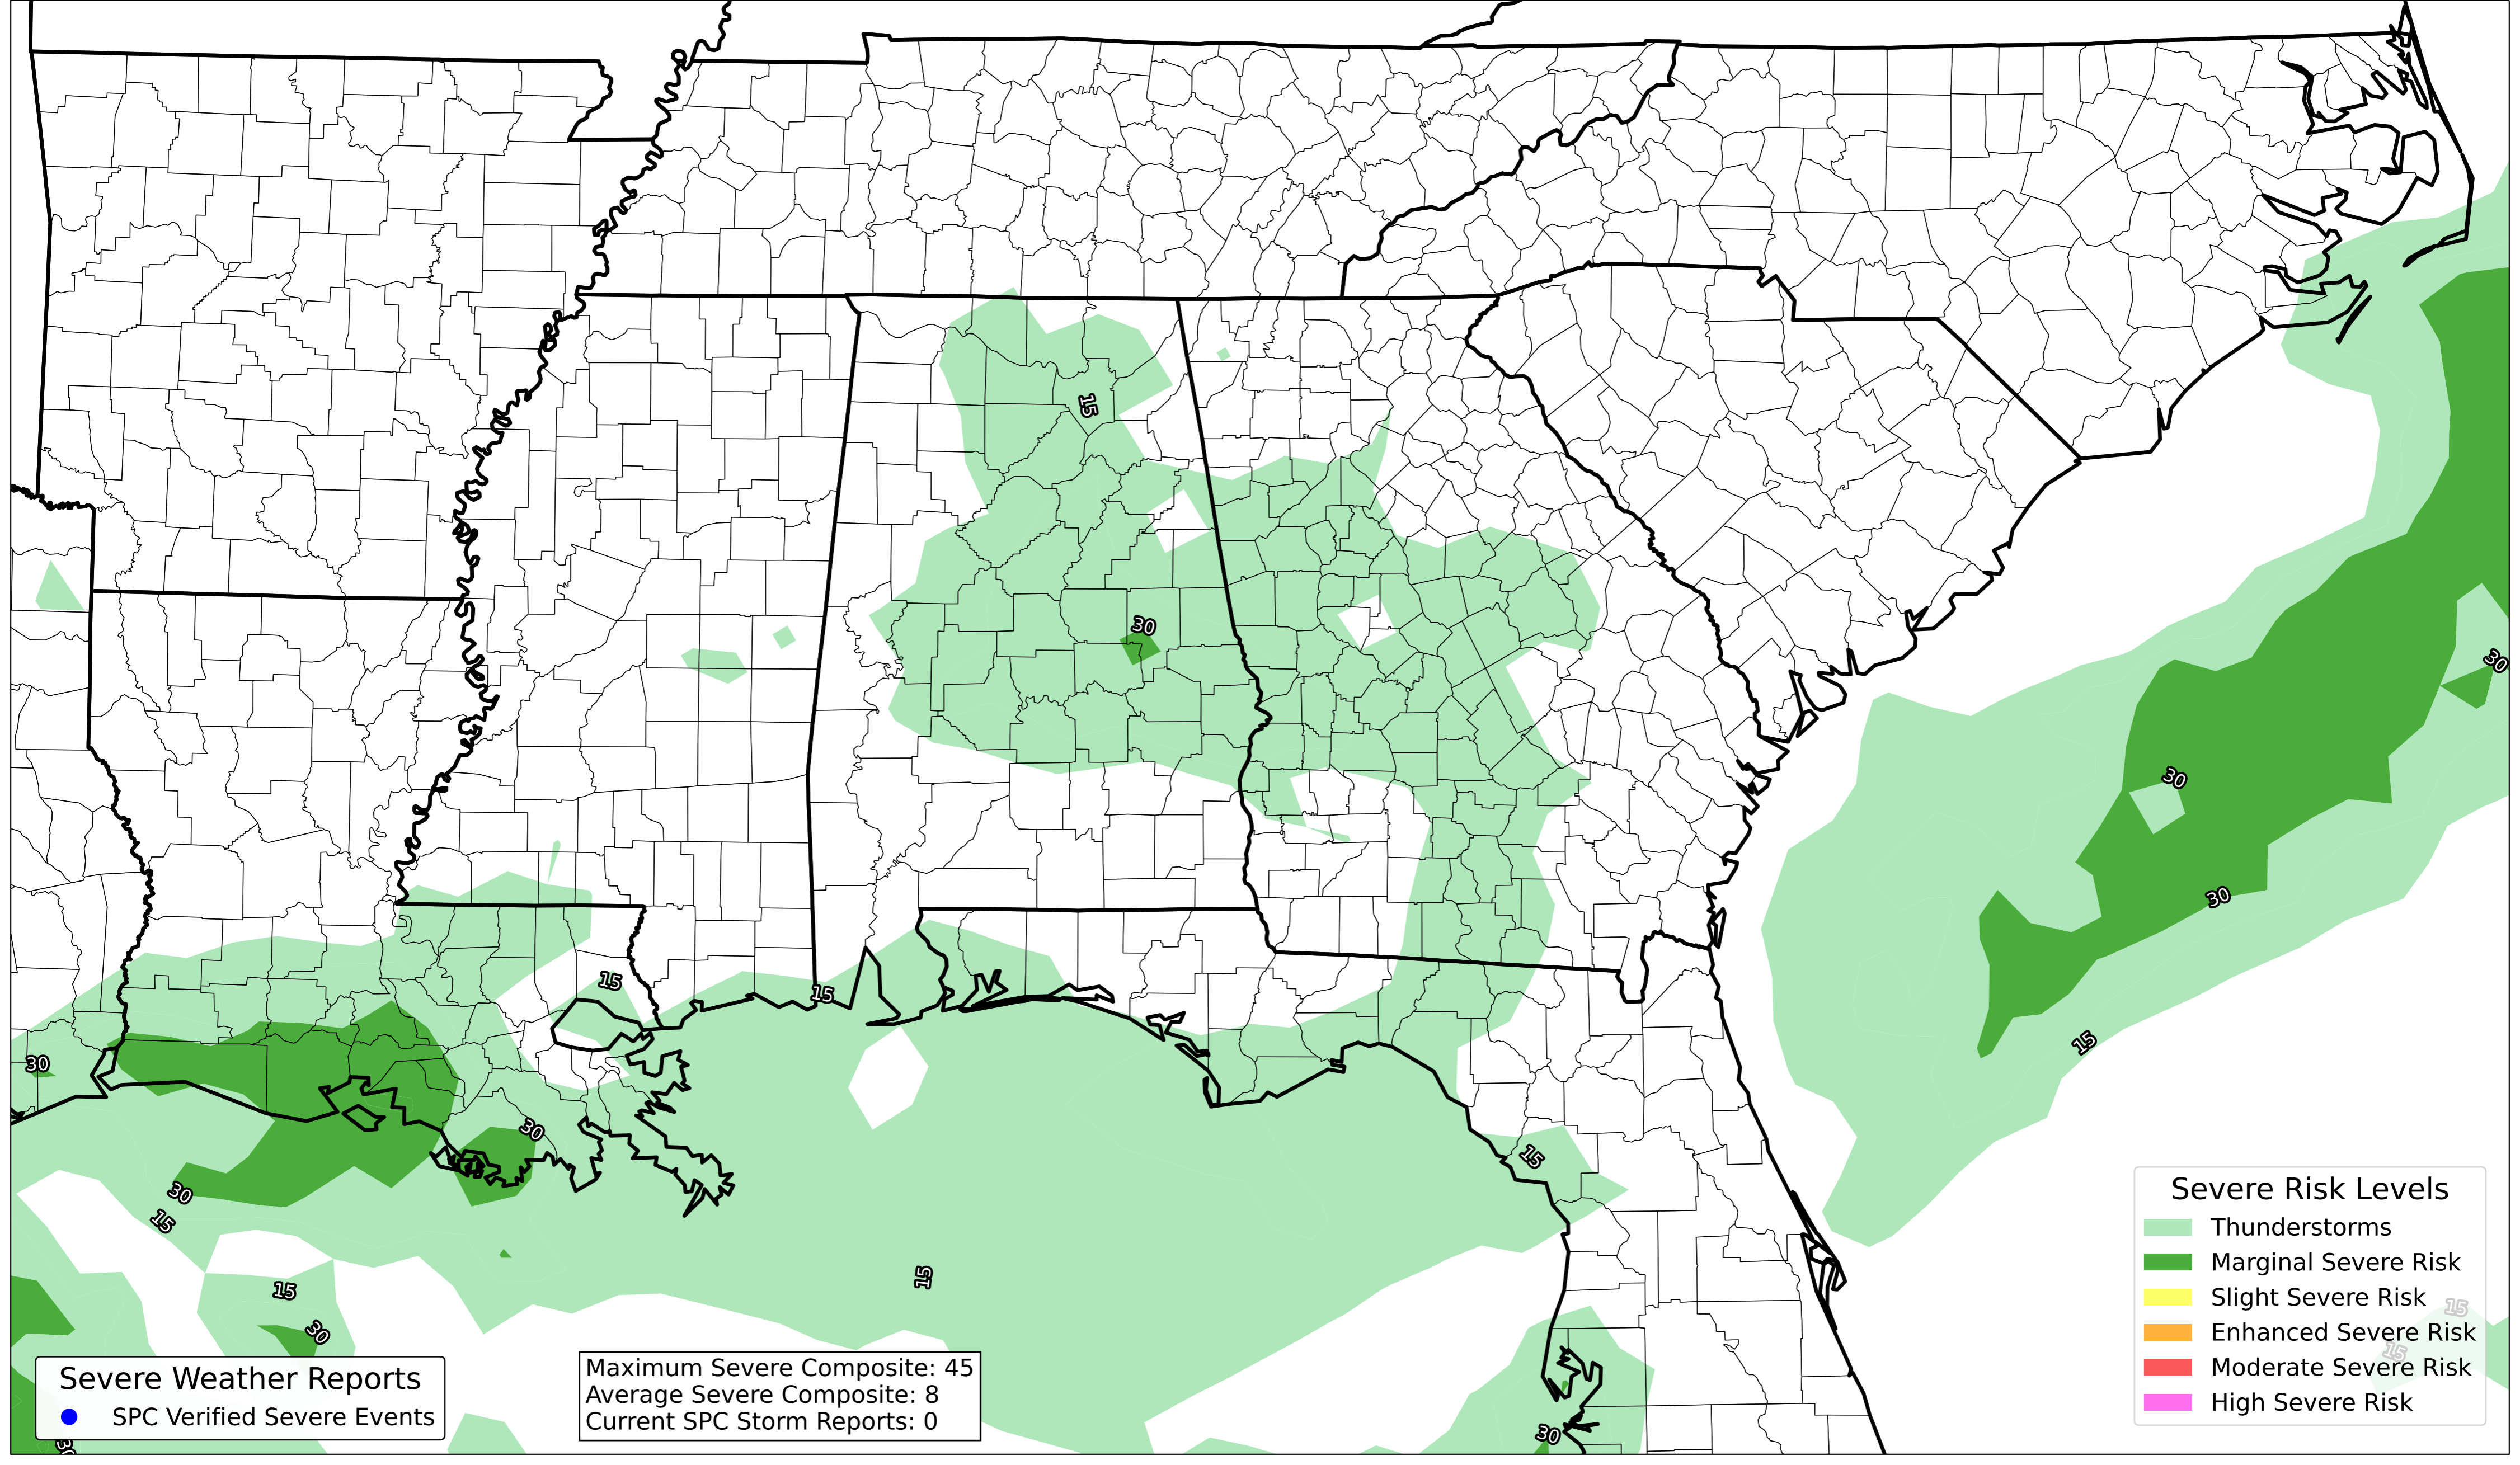 15
30
15
15
30
30
30
30
15
30
30
15
15
15
15
30
30
15
15
15
30
30
Severe Risk Levels
Thunderstorms
Marginal Severe Risk
Slight Severe Risk
Enhanced Severe Risk
Moderate Severe Risk
High Severe Risk
Severe Weather Reports
SPC Verified Severe Events
Maximum Severe Composite: 45
Average Severe Composite: 8
Current SPC Storm Reports: 0